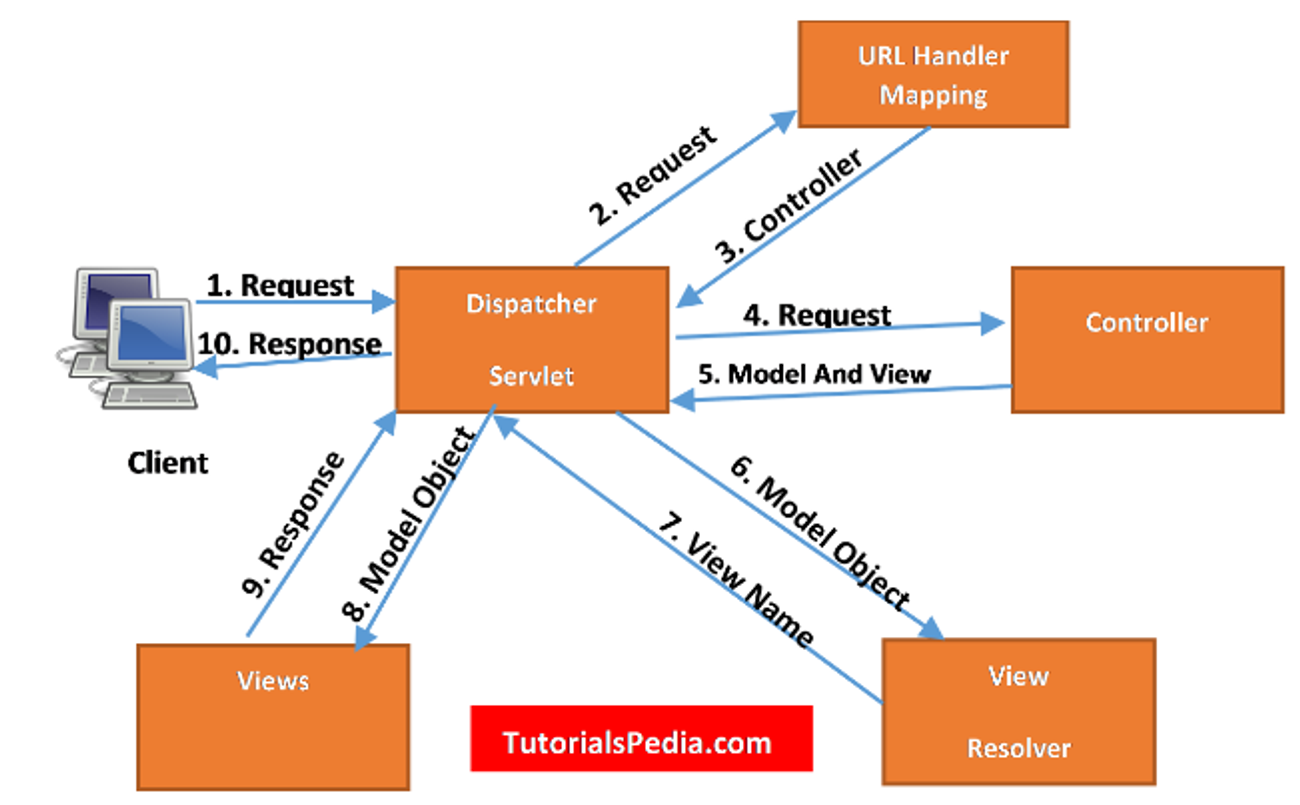 URL Handler
Mapping
2. Request
3. Controller
1. Request
Dispatcher
Servlet
4. Request
Controller
10. Response
5. Model And View
Client
9. Response
8. Model Object
7. View Name
6. Model Object
Views
View
Resolver
TutorialsPedia.com